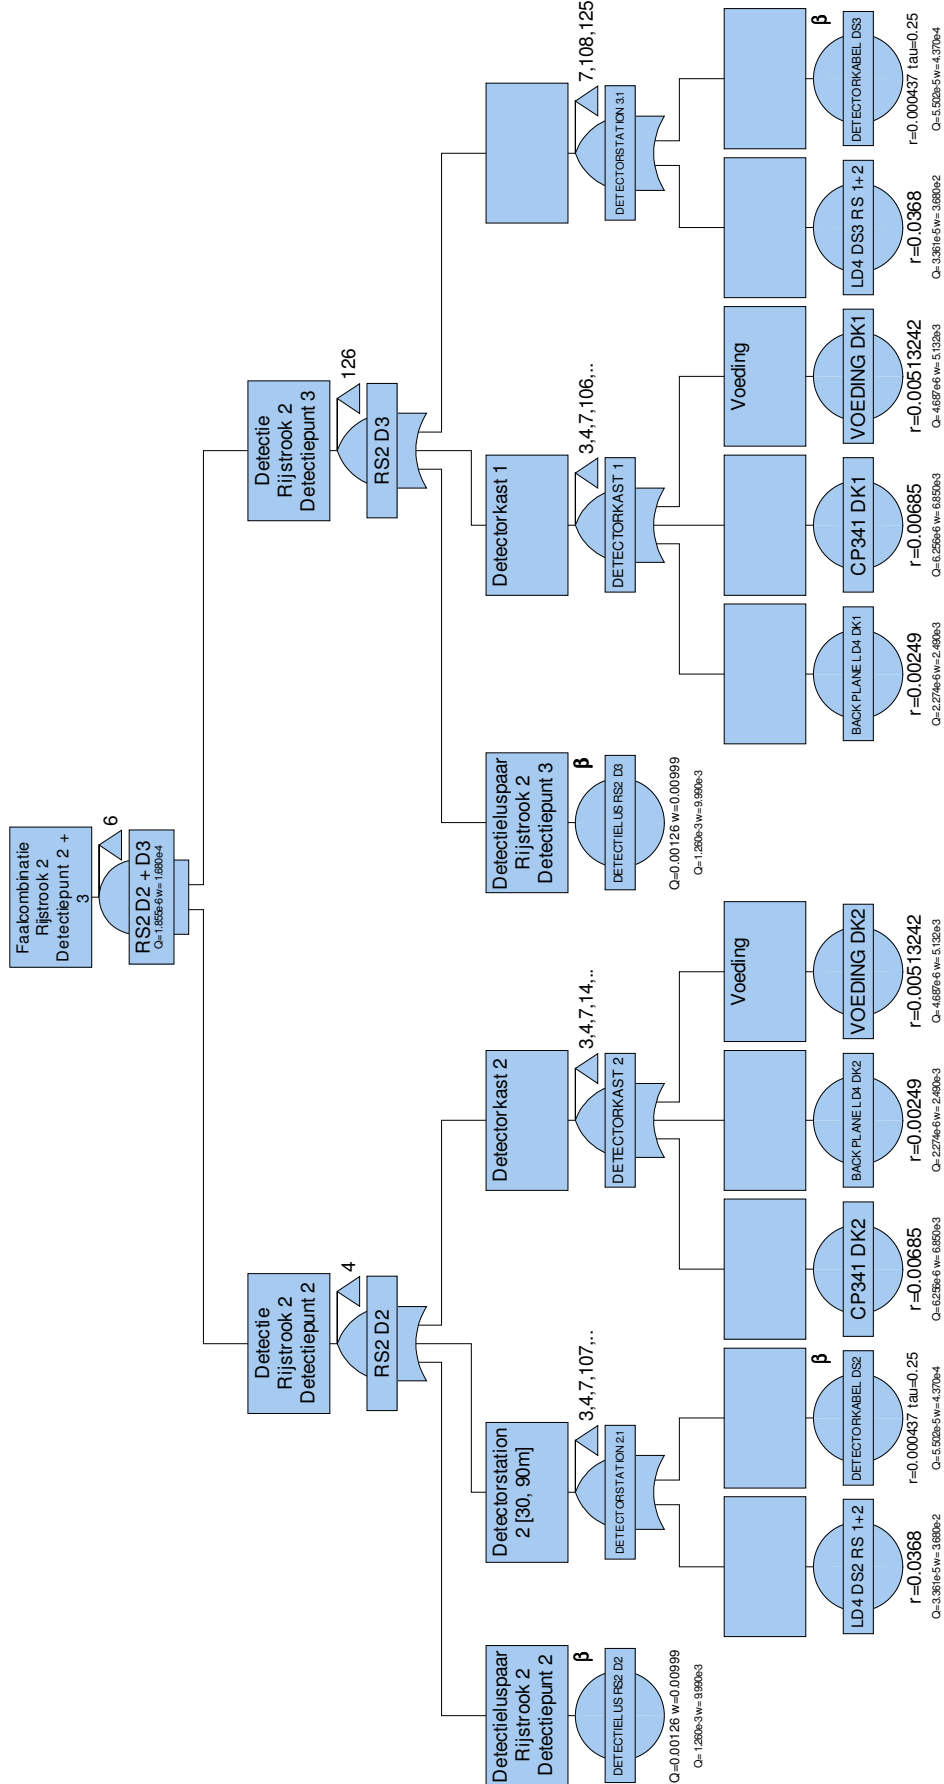 Faalcombinatie
Rijstrook 2
Detectiepunt 2 +
3
6
RS2 D2 + D3
Q=1.855e-6 w= 1.680e-4
Detectie
Rijstrook 2
Detectiepunt 2
4
RS2 D2
Detectie
Rijstrook 2
Detectiepunt 3
126
RS2 D3
Detectieluspaar
Rijstrook 2
Detectiepunt 2
β
DETECTIELUS RS2 D2
Q=0.00126 w=0.00999
Q=1.260e-3 w= 9.990e-3
Detectorstation
2 [30, 90m]
3,4,7,107,..
DETECTORSTATION 2.1
Detectorkast 2
3,4,7,14,..
DETECTORKAST 2
Detectieluspaar
Rijstrook 2
Detectiepunt 3
β
DETECTIELUS RS2 D3
Q=0.00126 w=0.00999
Q=1.260e-3 w= 9.990e-3
Detectorkast 1
3,4,7,106,..
DETECTORKAST 1
7,108,125
DETECTORSTATION 3.1
LD4 DS2 RS 1+2
r=0.0368
Q=3.361e-5 w= 3.680e-2
β
DETECTORKABEL DS2
r=0.000437 tau=0.25
Q=5.502e-5 w= 4.370e-4
CP341 DK2
r=0.00685
Q=6.256e-6 w= 6.850e-3
BACK PLANE LD4 DK2
r=0.00249
Q=2.274e-6 w= 2.490e-3
Voeding
VOEDING DK2
r=0.00513242
Q=4.687e-6 w= 5.132e-3
BACK PLANE LD4 DK1
r=0.00249
Q=2.274e-6 w= 2.490e-3
CP341 DK1
r=0.00685
Q=6.256e-6 w= 6.850e-3
Voeding
VOEDING DK1
r=0.00513242
Q=4.687e-6 w= 5.132e-3
LD4 DS3 RS 1+2
r=0.0368
Q=3.361e-5 w= 3.680e-2
β
DETECTORKABEL DS3
r=0.000437 tau=0.25
Q=5.502e-5 w= 4.370e-4